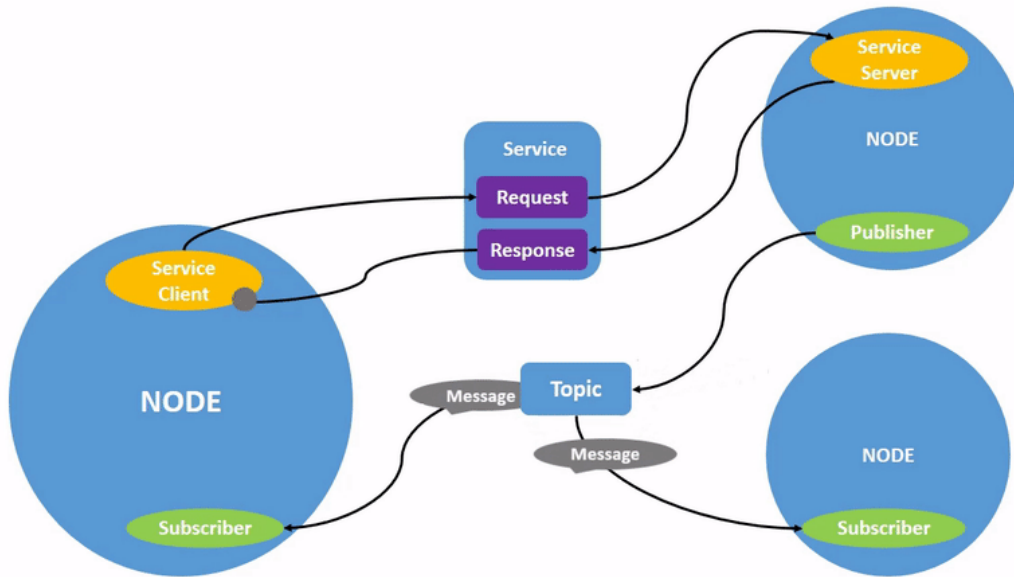 Service
Server
NODE
Publisher
Service
Request
Response
Service
Client
NODE
Subscriber
Topic
Message
Message
NODE
Subscriber